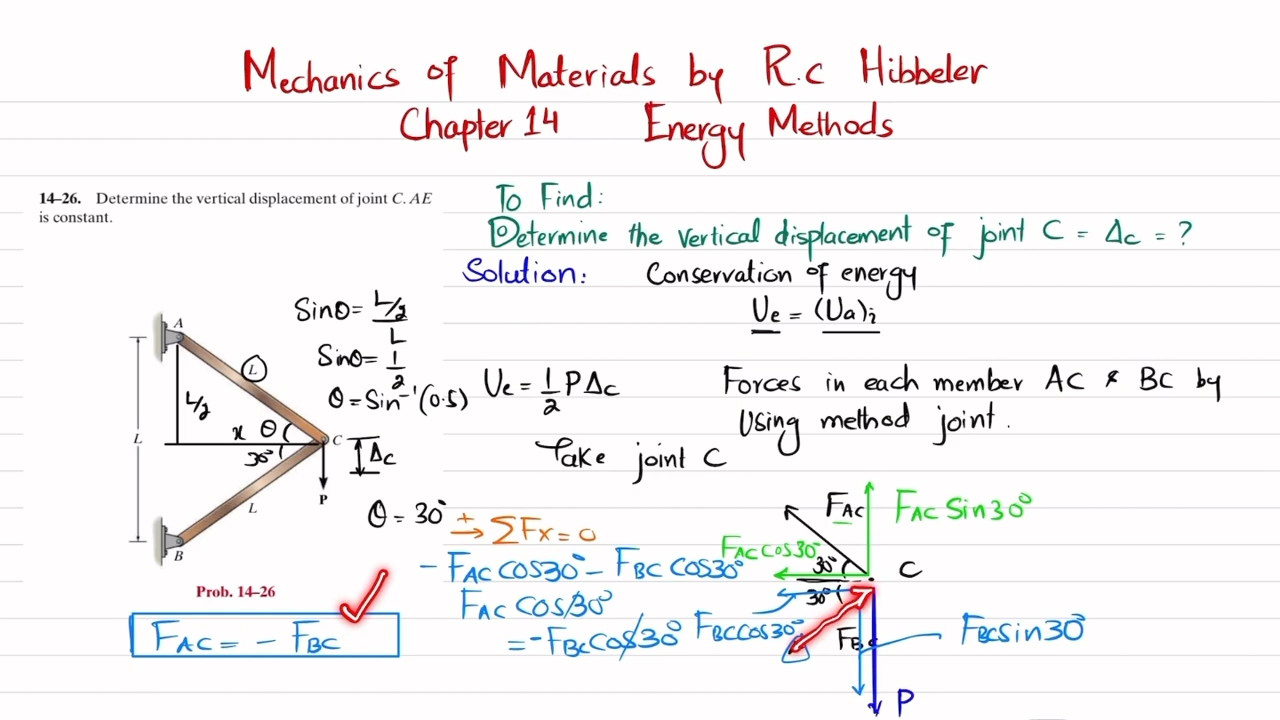 Mechanics of Materials by R.c Hibbeler
Chapter 14 Energy Methods
14–26. Determine the vertical displacement of joint C. AE
is constant.
To Find:
Determine the vertical displacement of joint C = Δc = ?
Solution: Conservation of energy
Ue = (Ua)i
Sinθ = L/2
L
Sinθ = 1
2
θ = Sin⁻¹(0.5)
θ = 30°
A
L
L/2
L
x θ
30°
C
Δc
P
L
B
Prob. 14–26
Ue = 1/2 PΔc
Forces in each member AC & BC by
Using method joint.
Take joint C
+→ ΣFx = 0
- FAC COS30° - FBC COS30°
FAC COS30°
= -FBC COS30°
FAC = - FBC
FAC
FAC Sin30°
FAC COS30°
30°
C
30°
FBC COS30°
FBC
FBC sin30°
P